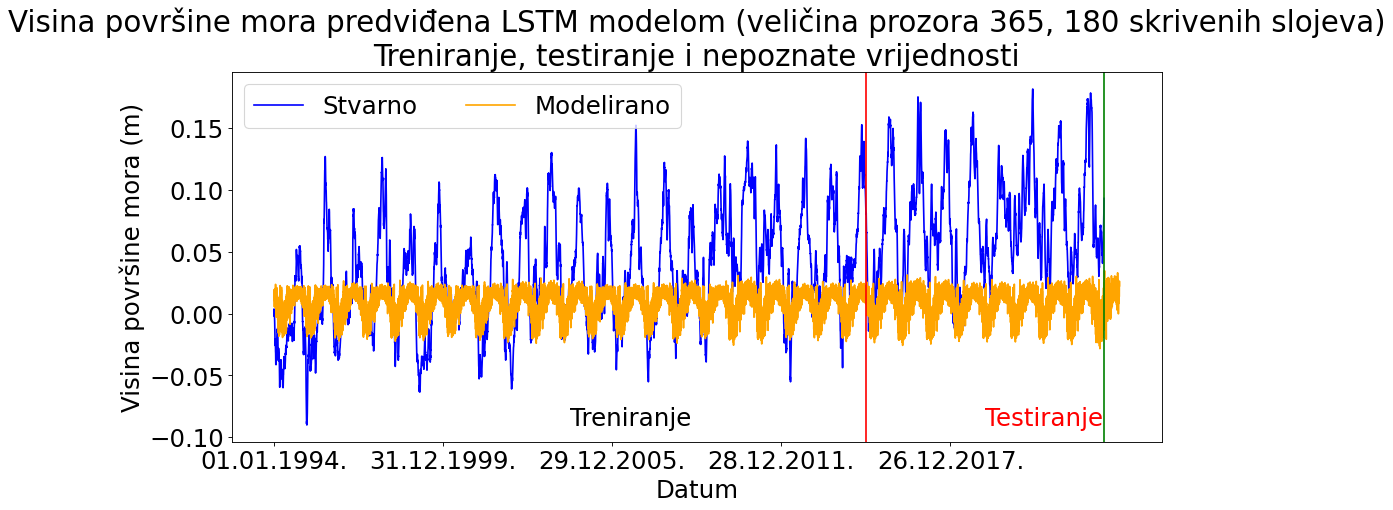 Visina površine mora predviđena LSTM modelom (veličina prozora 365, 180 skrivenih slojeva)
Treniranje, testiranje i nepoznate vrijednosti
Stvarno
Modelirano
Visina površine mora (m)
0.15
0.10
0.05
0.00
−0.05
−0.10
Treniranje
Testiranje
01.01.1994.
31.12.1999.
29.12.2005.
28.12.2011.
26.12.2017.
Datum